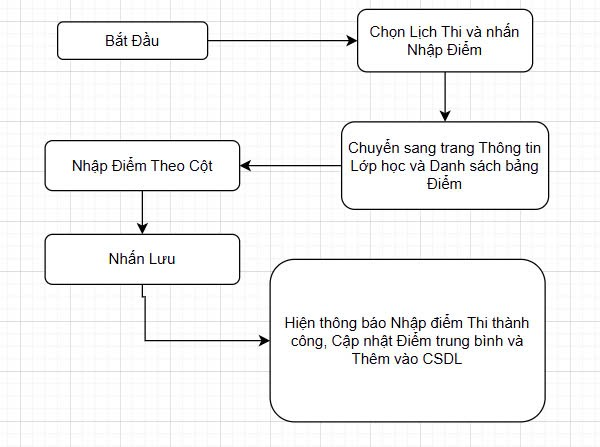 Bắt Đầu
Chọn Lịch Thi và nhấn
Nhập Điểm
Chuyển sang trang Thông tin
Lớp học và Danh sách bảng
Điểm
Nhập Điểm Theo Cột
Nhấn Lưu
Hiện thông báo Nhập điểm Thi thành
công, Cập nhật Điểm trung bình và
Thêm vào CSDL